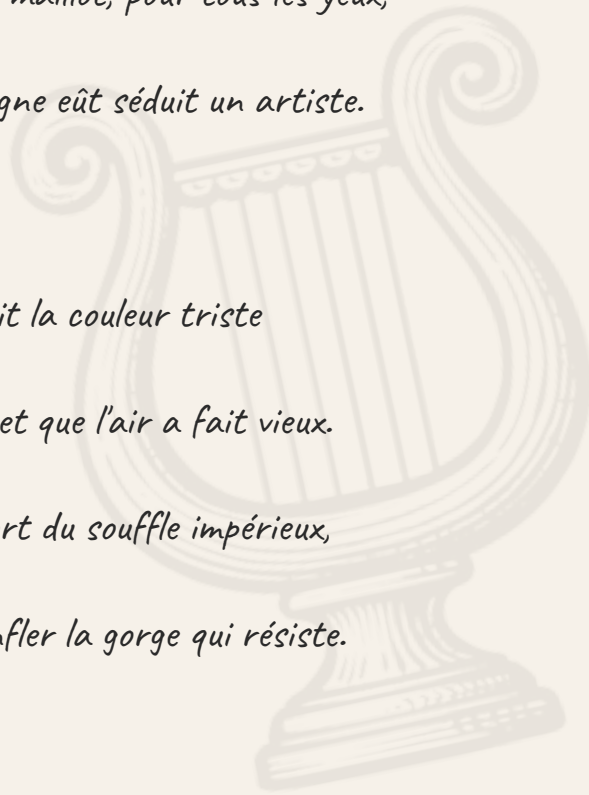 maillot, pour tous les yeux,
gne eût séduit un artiste.
it la couleur triste
et que l'air a fait vieux.
rt du souffle impérieux,
fler la gorge qui résiste.